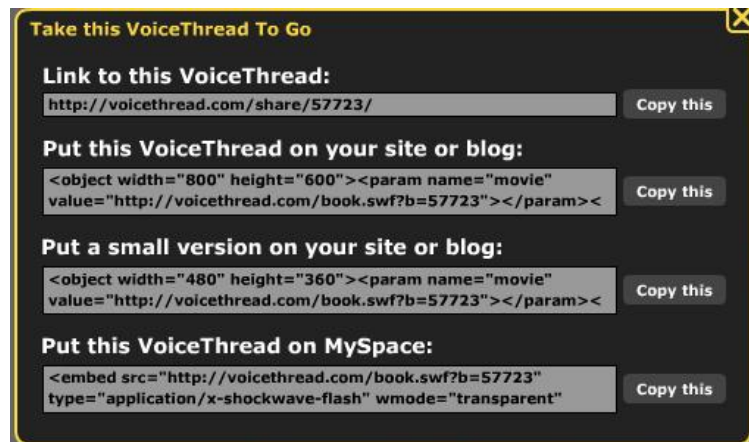 Take this VoiceThread To Go
Link to this VoiceThread:
http://voicethread.com/share/57723/
Copy this
Put this VoiceThread on your site or blog:
<object width="800" height="600"><param name="movie"
value="http://voicethread.com/book.swf?b=57723"></param><
Copy this
Put a small version on your site or blog:
<object width="480" height="360"><param name="movie"
value="http://voicethread.com/book.swf?b=57723"></param><
Copy this
Put this VoiceThread on MySpace:
<embed src="http://voicethread.com/book.swf?b=57723"
type="application/x-shockwave-flash" wmode="transparent"
Copy this